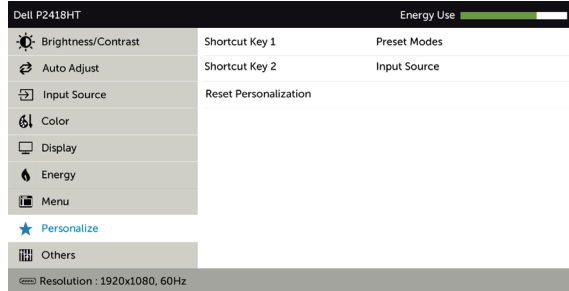 Dell P2418HT Energy Use
Brightness/Contrast Shortcut Key 1 Preset Modes
Auto Adjust Shortcut Key 2 Input Source
Input Source Reset Personalization
Color
Display
Energy
Menu
Personalize
Others
Resolution : 1920x1080, 60Hz